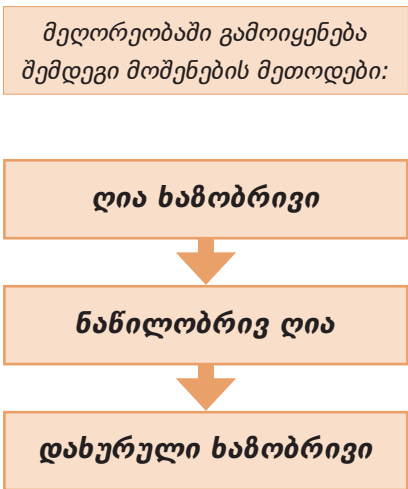 მეღორეობაში გამოიყენება
შემდეგი მოშენების მეთოდები:
ღია ხაზობრივი
ნაწილობრივ ღია
დახურული ხაზობრივი